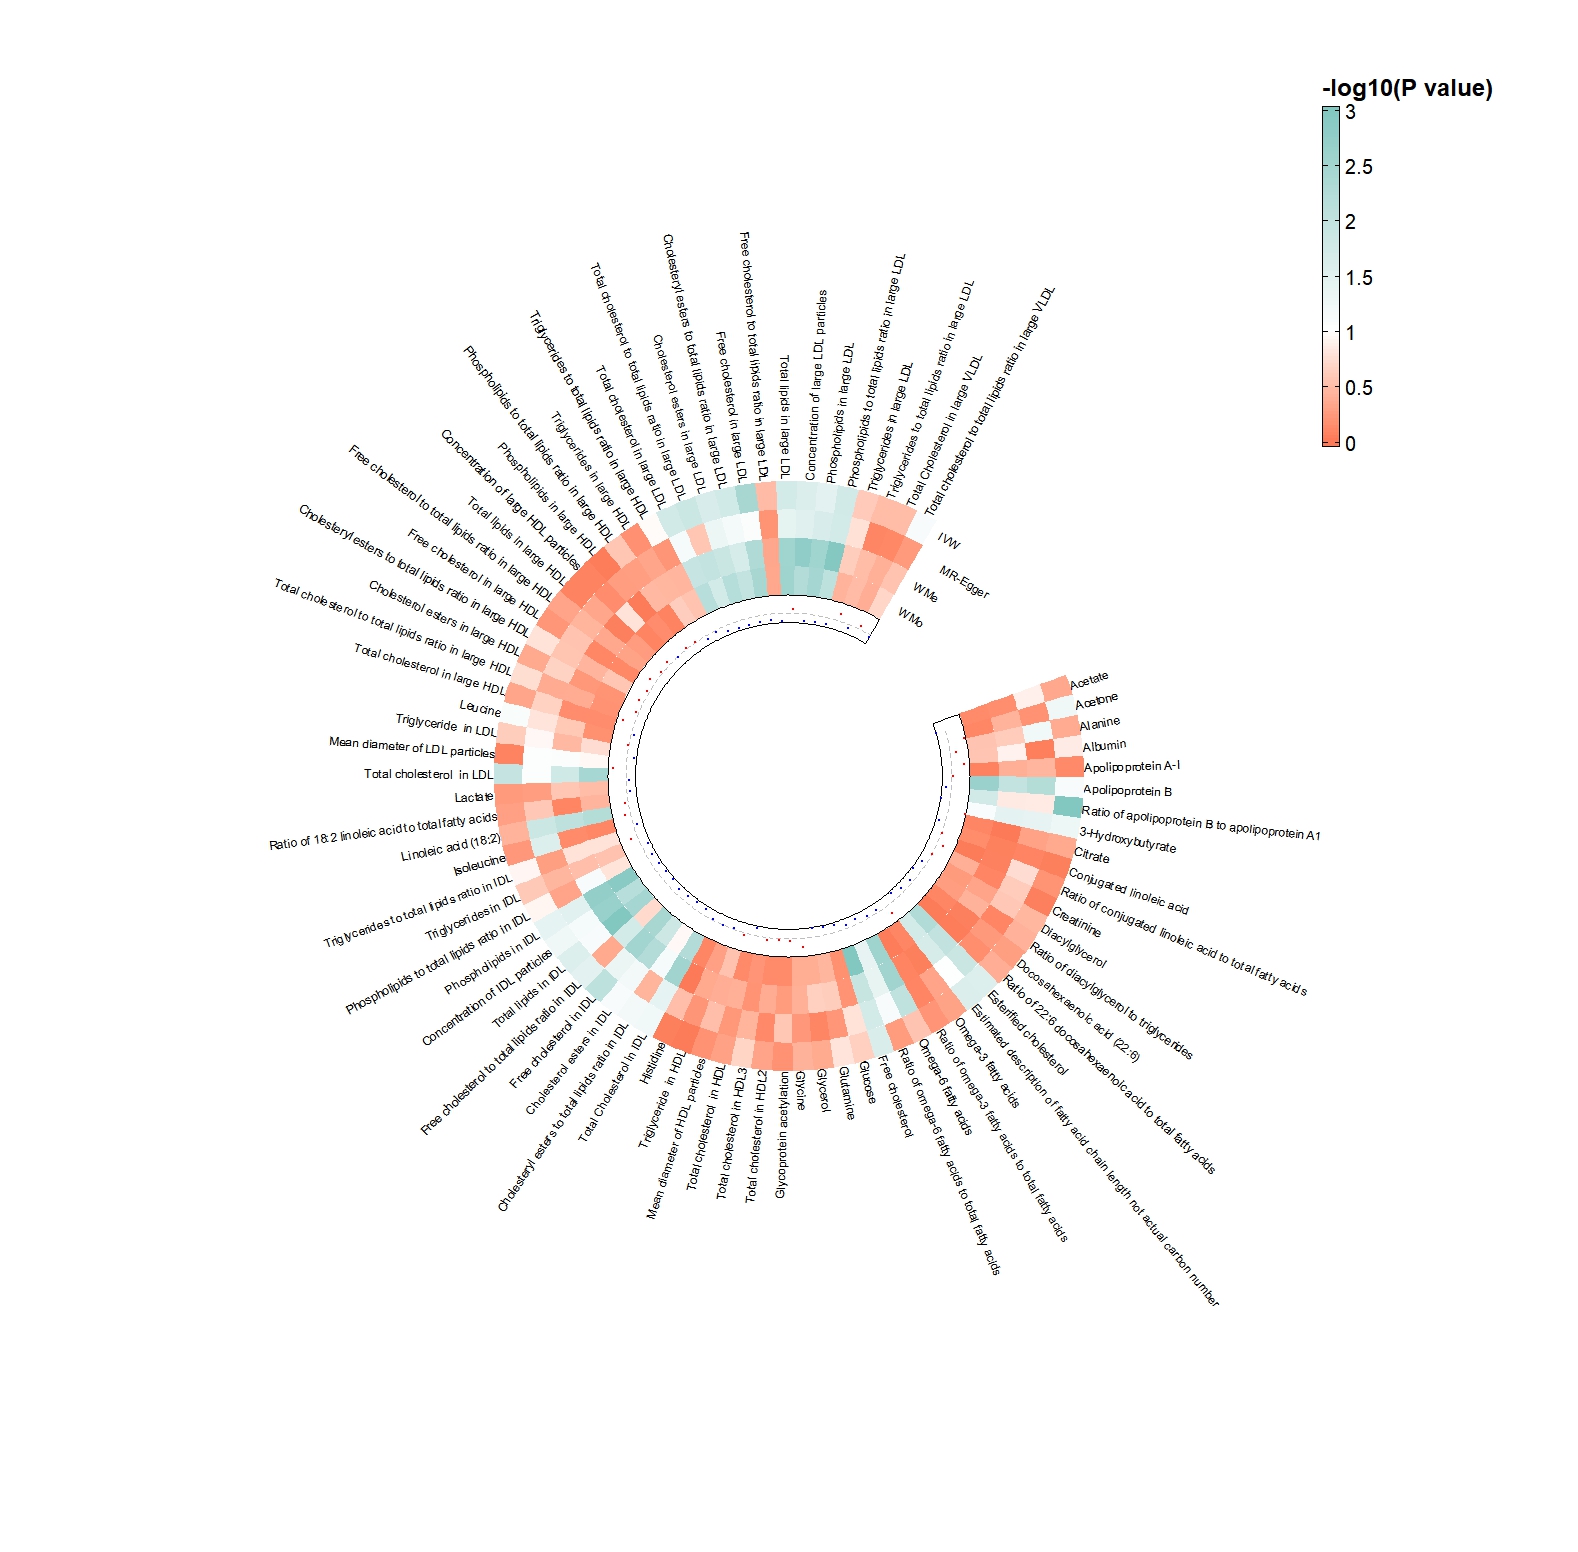 -log10(P value)
3
2.5
2
1.5
1
0.5
0
IVW
MR-Egger
WMe
WMo
Acetate
Acetone
Alanine
Albumin
Apolipoprotein A-I
Apolipoprotein B
Ratio of apolipoprotein B to apolipoprotein A1
3-Hydroxybutyrate
Citrate
Conjugated linoleic acid
Ratio of conjugated linoleic acid to total fatty acids
Creatinine
Diacylglycerol
Ratio of diacylglycerol to triglycerides
Docosahexaenoic acid (22:6)
Ratio of 22:6 docosahexaenoic acid to total fatty acids
Esterified cholesterol
Estimated description of fatty acid chain length not actual carbon number
Omega-3 fatty acids
Ratio of omega-3 fatty acids to total fatty acids
Omega-6 fatty acids
Ratio of omega-6 fatty acids to total fatty acids
Free cholesterol
Glucose
Glutamine
Glycerol
Glycine
Glycoprotein acetylation
Total cholesterol in HDL2
Total cholesterol in HDL3
Total cholesterol in HDL
Mean diameter of HDL particles
Triglyceride in HDL
Histidine
Total Cholesterol in IDL
Cholesteryl esters to total lipids ratio in IDL
Cholesterol esters in IDL
Free cholesterol in IDL
Free cholesterol to total lipids ratio in IDL
Total lipids in IDL
Concentration of IDL particles
Phospholipids in IDL
Phospholipids to total lipids ratio in IDL
Triglycerides in IDL
Triglycerides to total lipids ratio in IDL
Isoleucine
Linoleic acid (18:2)
Ratio of 18:2 linoleic acid to total fatty acids
Lactate
Total cholesterol in LDL
Mean diameter of LDL particles
Triglyceride in LDL
Leucine
Total cholesterol in large HDL
Total cholesterol to total lipids ratio in large HDL
Cholesterol esters in large HDL
Cholesteryl esters to total lipids ratio in large HDL
Free cholesterol in large HDL
Free cholesterol to total lipids ratio in large HDL
Total lipids in large HDL
Concentration of large HDL particles
Phospholipids in large HDL
Phospholipids to total lipids ratio in large HDL
Triglycerides in large HDL
Triglycerides to total lipids ratio in large HDL
Total cholesterol in large LDL
Total cholesterol to total lipids ratio in large LDL
Cholesterol esters in large LDL
Cholesteryl esters to total lipids ratio in large LDL
Free cholesterol in large LDL
Free cholesterol to total lipids ratio in large LDL
Total lipids in large LDL
Concentration of large LDL particles
Phospholipids in large LDL
Phospholipids to total lipids ratio in large LDL
Triglycerides in large LDL
Triglycerides to total lipids ratio in large LDL
Total Cholesterol in large VLDL
Total cholesterol to total lipids ratio in large VLDL